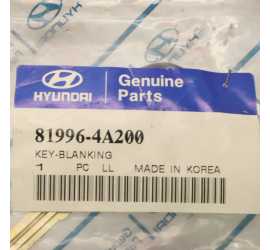 HYUNDAI
Genuine
Parts
81996-4A200
KEY-BLANKING
1 PC LL MADE IN KOREA